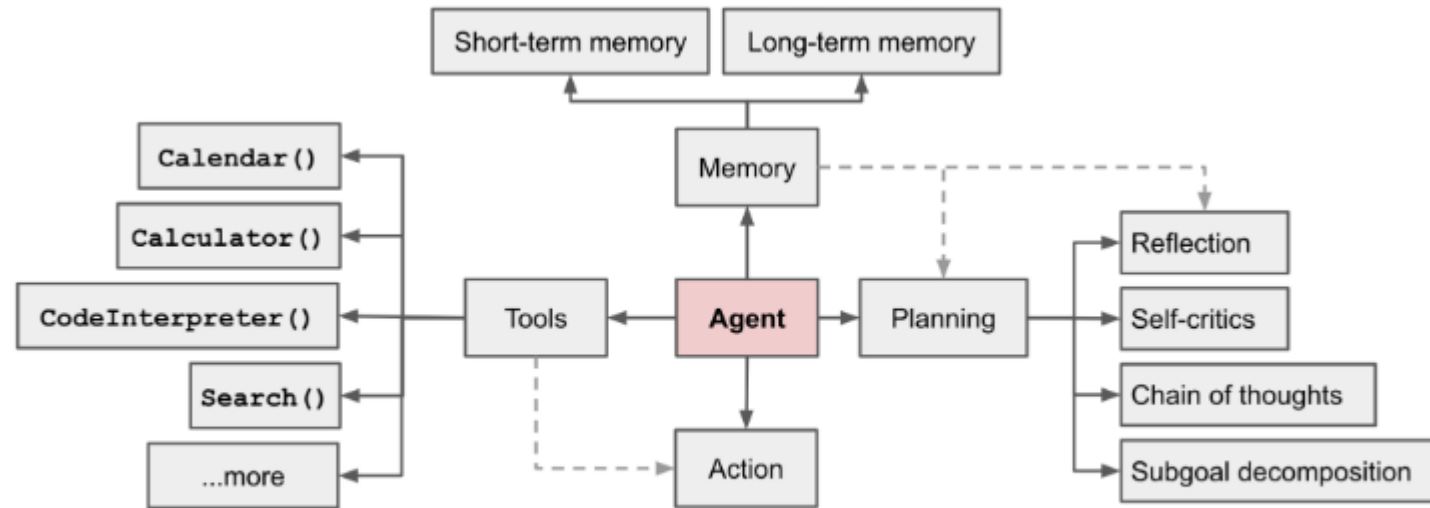 Short-term memory
Long-term memory
Calendar()
Memory
Calculator()
Reflection
CodeInterpreter()
Tools
Agent
Planning
Self-critics
Search()
Chain of thoughts
...more
Action
Subgoal decomposition